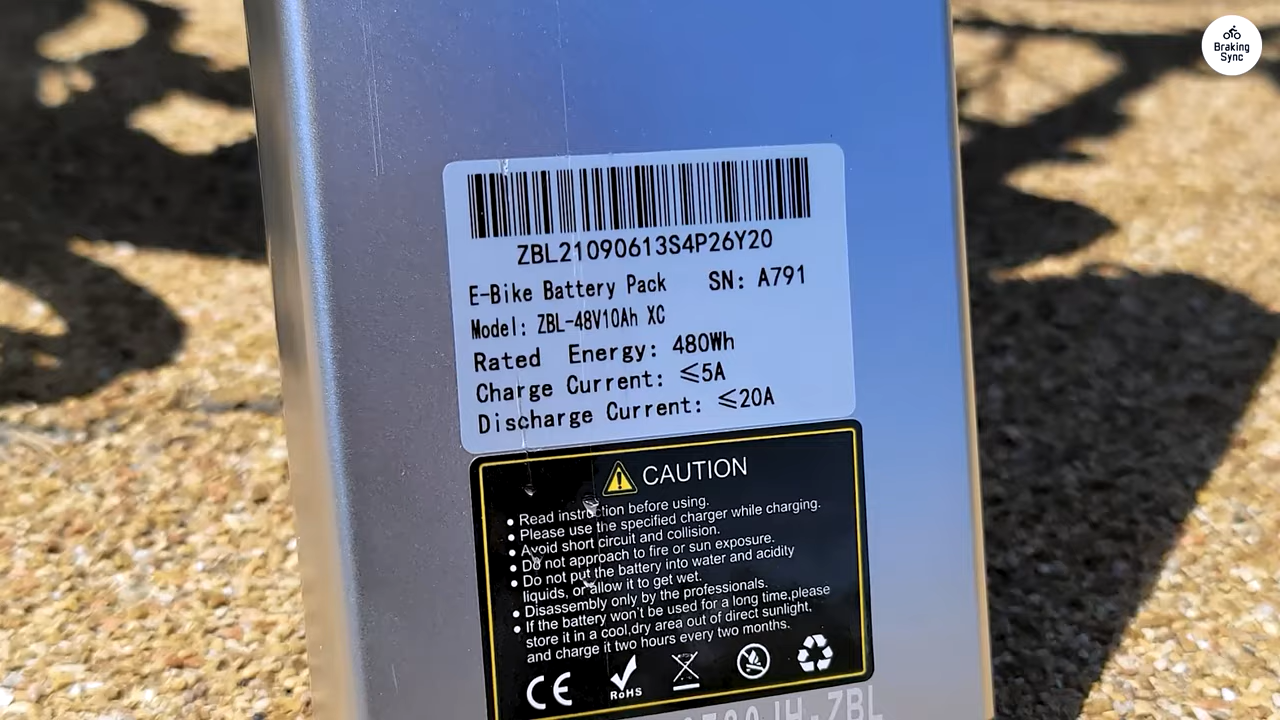 Braking
Sync
ZBL21090613S4P26Y20
E-Bike Battery Pack SN: A791
Model: ZBL-48V10Ah XC
Rated Energy: 480Wh
Charge Current: ≤5A
Discharge Current: ≤20A
CAUTION
• Read instruction before using.
• Please use the specified charger while charging.
• Avoid short circuit and collision.
• Do not approach to fire or sun exposure.
• Do not put the battery into water and acidity
liquids, or allow it to get wet.
• Disassembly only by the professionals.
• If the battery won't be used for a long time,please
store it in a cool,dry area out of direct sunlight,
and charge it two hours every two months.
CE RoHS